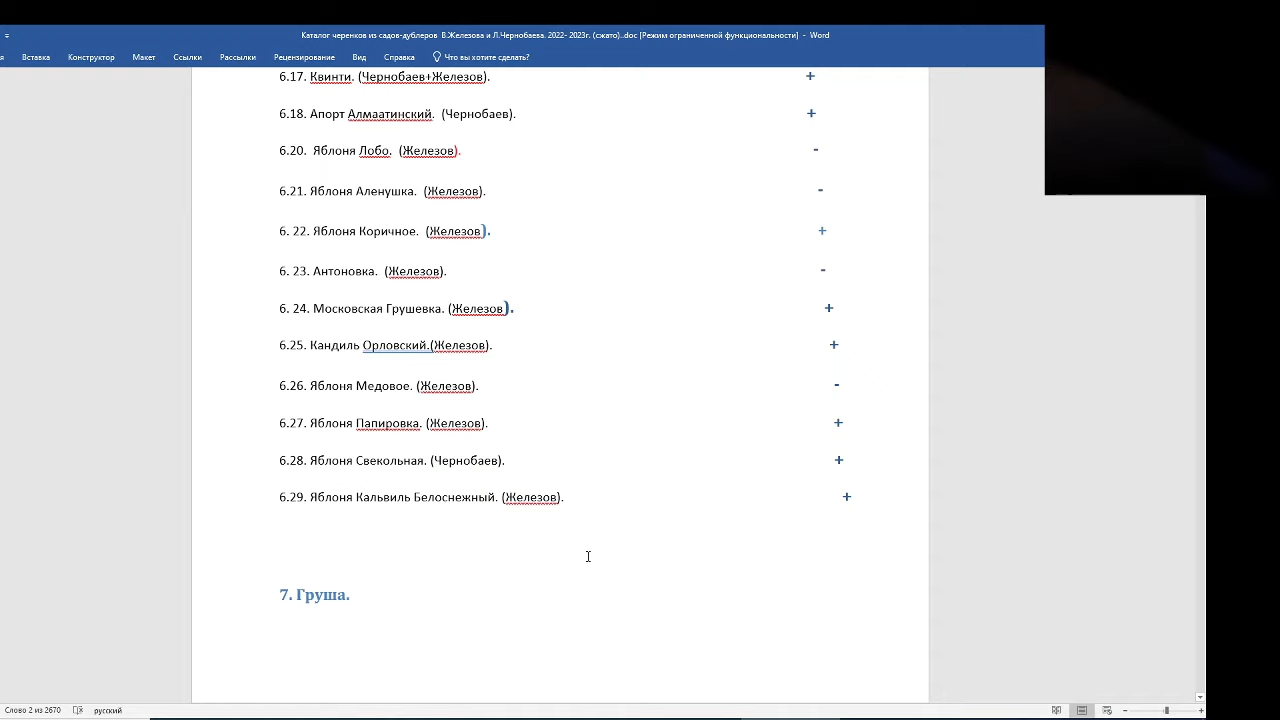 Каталог черенков из садов-дублеров В.Железова и Л.Чернобаева. 2022- 2023г. (сжато)..doc [Режим ограниченной функциональности] - Word
я Вставка Конструктор Макет Ссылки Рассылки Рецензирование Вид Справка Что вы хотите сделать?
6.17. Квинти. (Чернобаев+Железов). +
6.18. Апорт Алмаатинский. (Чернобаев). +
6.20. Яблоня Лобо. (Железов). -
6.21. Яблоня Аленушка. (Железов). -
6. 22. Яблоня Коричное. (Железов). +
6. 23. Антоновка. (Железов). -
6. 24. Московская Грушевка. (Железов). +
6.25. Кандиль Орловский.(Железов). +
6.26. Яблоня Медовое. (Железов). -
6.27. Яблоня Папировка. (Железов). +
6.28. Яблоня Свекольная. (Чернобаев). +
6.29. Яблоня Кальвиль Белоснежный. (Железов). +
7. Груша.
Слово 2 из 2670 русский